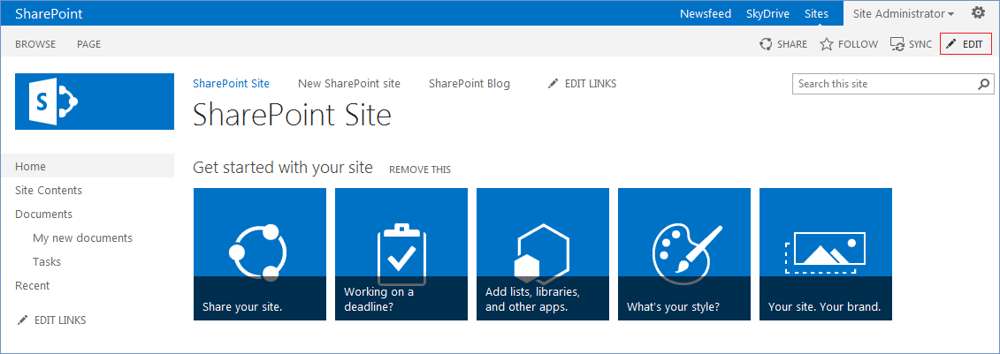 SharePoint
Newsfeed SkyDrive Sites Site Administrator
BROWSE PAGE
SHARE FOLLOW SYNC EDIT
S
SharePoint Site New SharePoint site SharePoint Blog EDIT LINKS
Search this site
SharePoint Site
Home
Site Contents
Documents
My new documents
Tasks
Recent
EDIT LINKS
Get started with your site REMOVE THIS
Share your site.
Working on a
deadline?
Add lists, libraries,
and other apps.
What's your style?
Your site. Your brand.